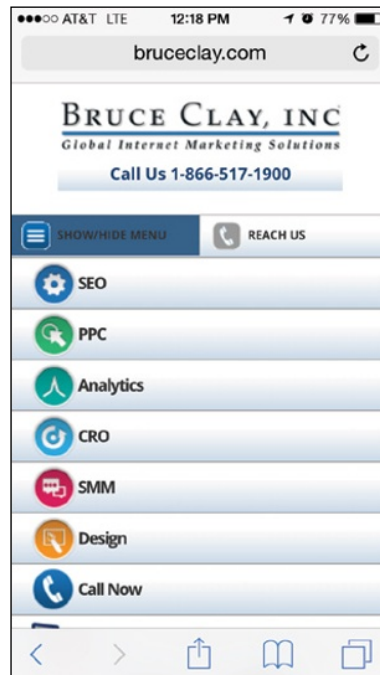 AT&T LTE 12:18 PM 77%
bruceclay.com
BRUCE CLAY, INC
Global Internet Marketing Solutions
Call Us 1-866-517-1900
SHOW/HIDE MENU REACH US
SEO
PPC
Analytics
CRO
SMM
Design
Call Now